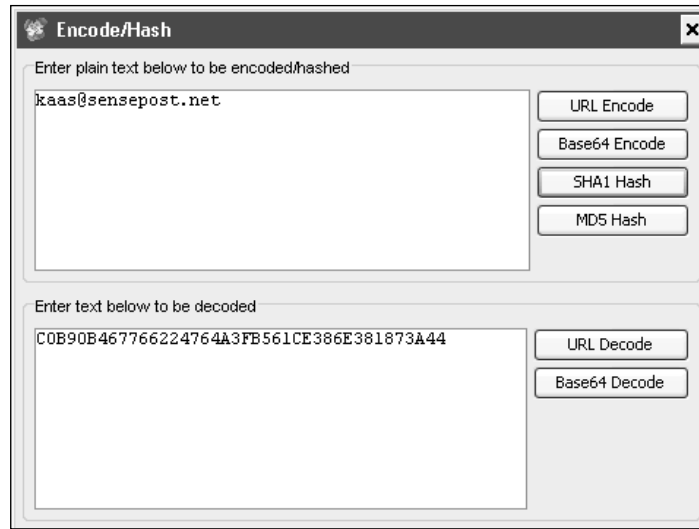 Encode/Hash
Enter plain text below to be encoded/hashed
kaas@sensepost.net
URL Encode
Base64 Encode
SHA1 Hash
MD5 Hash
Enter text below to be decoded
C0B90B467766224764A3FB561CE386E381873A44
URL Decode
Base64 Decode